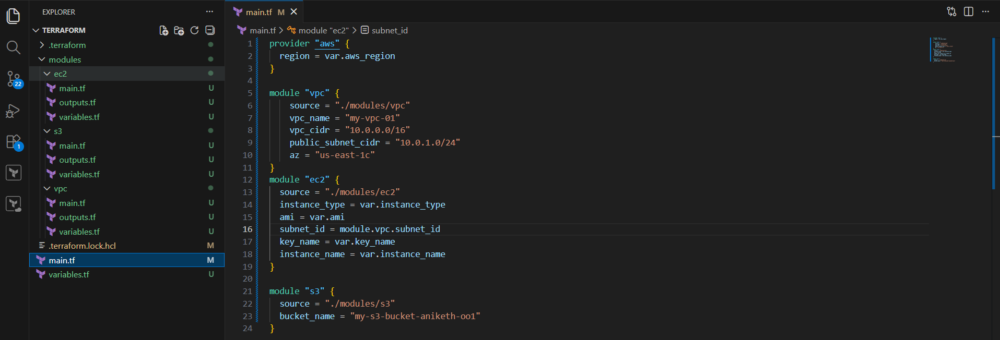 EXPLORER
TERRAFORM
.terraform
modules
ec2
main.tf U
outputs.tf U
variables.tf U
s3
main.tf U
outputs.tf U
variables.tf U
vpc
main.tf U
outputs.tf U
variables.tf U
.terraform.lock.hcl M
main.tf M
variables.tf U
22
1
main.tf M
main.tf > module "ec2" > subnet_id
1 provider "aws" {
2 region = var.aws_region
3 }
4
5 module "vpc" {
6 source = "./modules/vpc"
7 vpc_name = "my-vpc-01"
8 vpc_cidr = "10.0.0.0/16"
9 public_subnet_cidr = "10.0.1.0/24"
10 az = "us-east-1c"
11 }
12 module "ec2" {
13 source = "./modules/ec2"
14 instance_type = var.instance_type
15 ami = var.ami
16 subnet_id = module.vpc.subnet_id
17 key_name = var.key_name
18 instance_name = var.instance_name
19 }
20
21 module "s3" {
22 source = "./modules/s3"
23 bucket_name = "my-s3-bucket-aniketh-oo1"
24 }